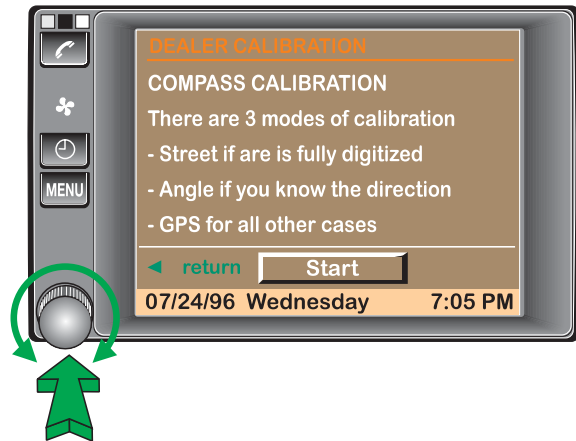 DEALER CALIBRATION
COMPASS CALIBRATION
There are 3 modes of calibration
- Street if are is fully digitized
- Angle if you know the direction
- GPS for all other cases
MENU
return Start
07/24/96 Wednesday 7:05 PM